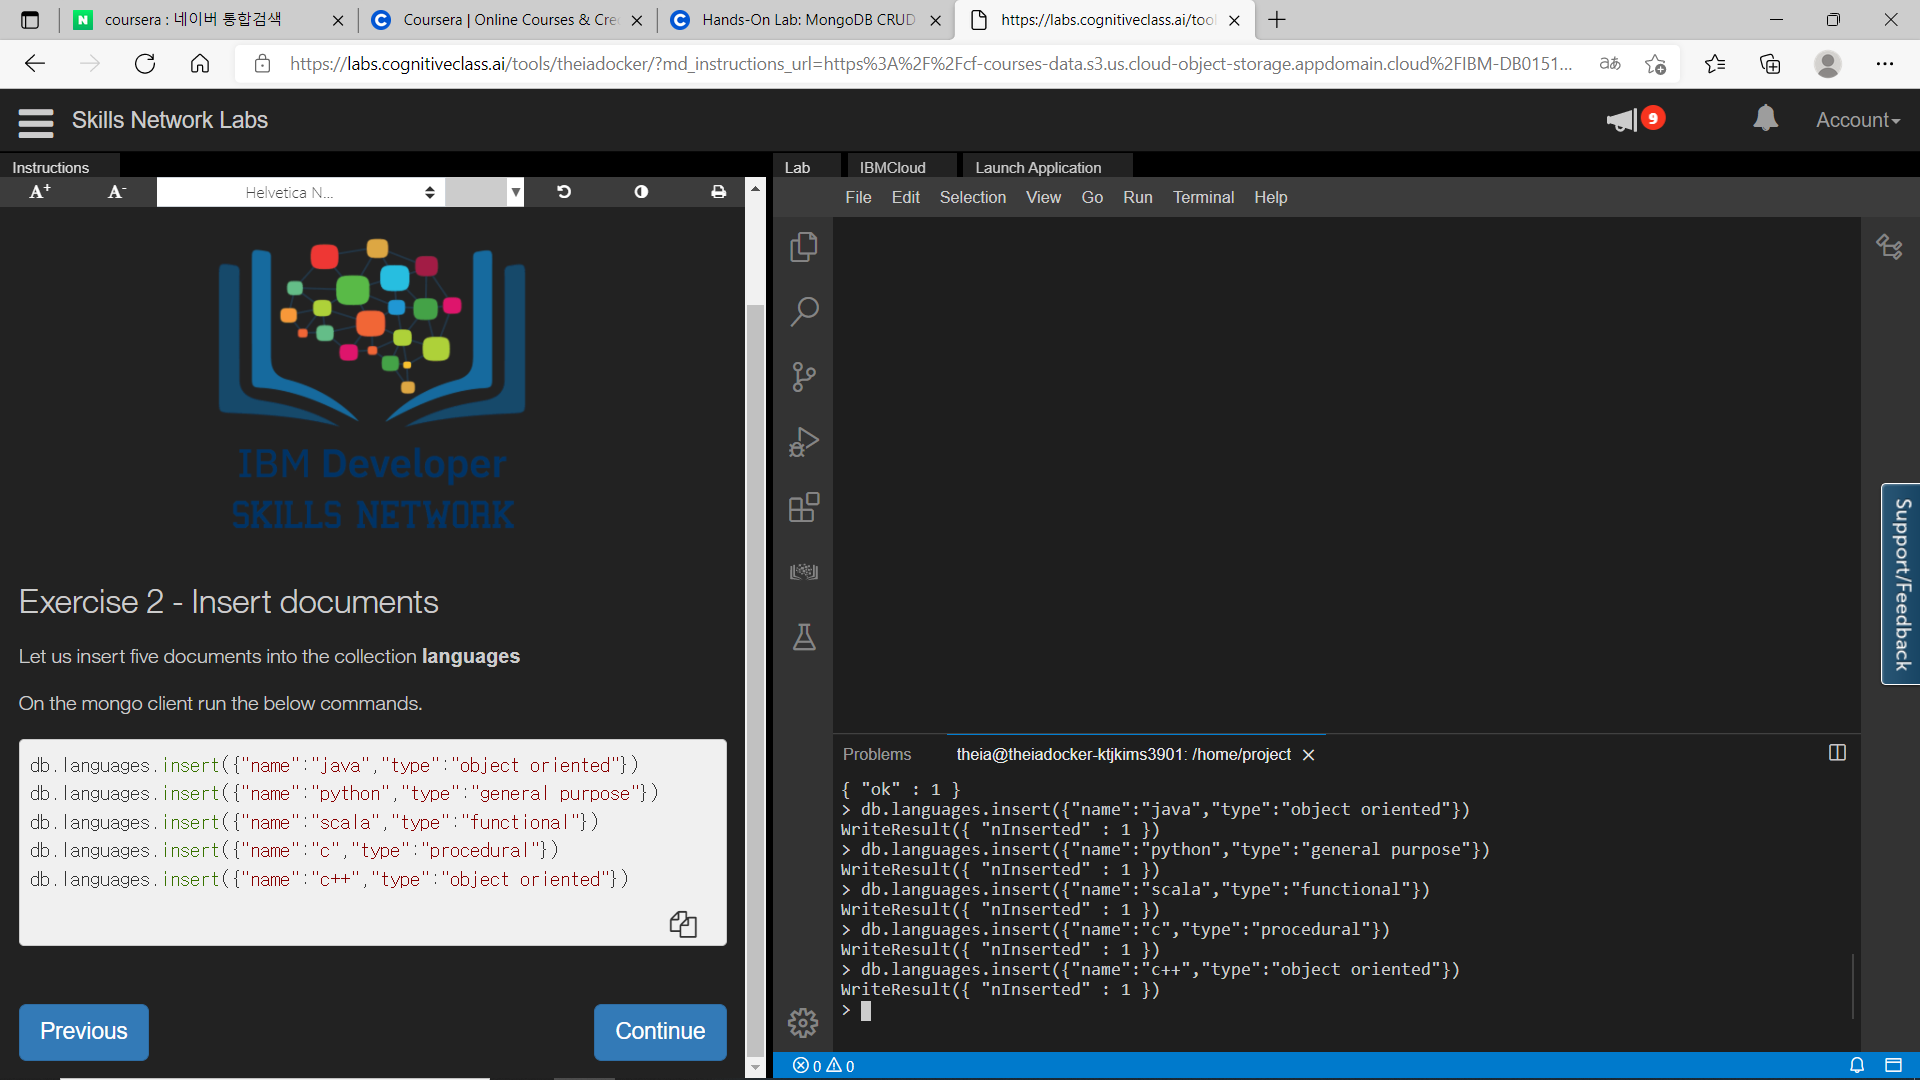 coursera : 네이버 통합검색
Coursera | Online Courses & Cre
Hands-On Lab: MongoDB CRUD
https://labs.cognitiveclass.ai/tool
https://labs.cognitiveclass.ai/tools/theiadocker/?md_instructions_url=https%3A%2F%2Fcf-courses-data.s3.us.cloud-object-storage.appdomain.cloud%2FIBM-DB0151...
aあ
Skills Network Labs
9
Account
Instructions
Lab
IBMCloud
Launch Application
A+
A-
Helvetica N...
File Edit Selection View Go Run Terminal Help
IBM Developer
SKILLS NETWORK
Exercise 2 - Insert documents
Let us insert five documents into the collection languages
On the mongo client run the below commands.
db.languages.insert({"name":"java","type":"object oriented"})
db.languages.insert({"name":"python","type":"general purpose"})
db.languages.insert({"name":"scala","type":"functional"})
db.languages.insert({"name":"c","type":"procedural"})
db.languages.insert({"name":"c++","type":"object oriented"})
Previous
Continue
Problems
theia@theiadocker-ktjkims3901: /home/project
{ "ok" : 1 }
> db.languages.insert({"name":"java","type":"object oriented"})
WriteResult({ "nInserted" : 1 })
> db.languages.insert({"name":"python","type":"general purpose"})
WriteResult({ "nInserted" : 1 })
> db.languages.insert({"name":"scala","type":"functional"})
WriteResult({ "nInserted" : 1 })
> db.languages.insert({"name":"c","type":"procedural"})
WriteResult({ "nInserted" : 1 })
> db.languages.insert({"name":"c++","type":"object oriented"})
WriteResult({ "nInserted" : 1 })
>
0 0
Support/Feedback